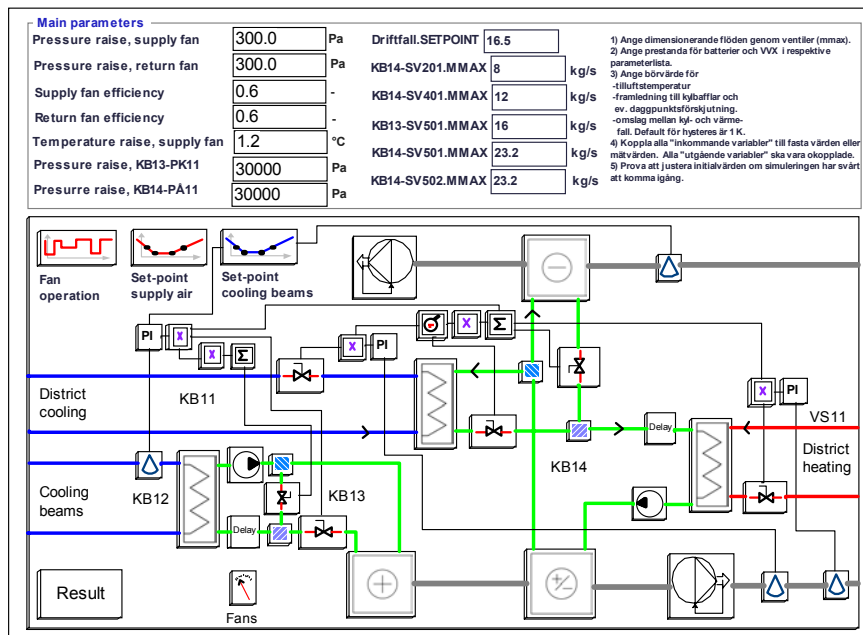 Main parameters
Pressure raise, supply fan 300.0 Pa
Pressure raise, return fan 300.0 Pa
Supply fan efficiency 0.6 -
Return fan efficiency 0.6 -
Temperature raise, supply fan 1.2 °C
Pressure raise, KB13-PK11 30000 Pa
Presurre raise, KB14-PÅ11 30000 Pa
Driftfall.SETPOINT 16.5
KB14-SV201.MMAX 8 kg/s
KB14-SV401.MMAX 12 kg/s
KB13-SV501.MMAX 16 kg/s
KB14-SV501.MMAX 23.2 kg/s
KB14-SV502.MMAX 23.2 kg/s
1) Ange dimensionerande flöden genom ventiler (mmax).
2) Ange prestanda för batterier och VVX i respektive
parameterlista.
3) Ange börvärde för
-tilluftstemperatur
-framledning till kylbafflar och
ev. daggpunktsförskjutning.
-omslag mellan kyl- och värme-
fall. Default för hysteres är 1 K.
4) Koppla alla "inkommande variabler" till fasta värden eller
mätvärden. Alla "utgående variabler" ska vara okopplade.
5) Prova att justera initialvärden om simuleringen har svårt
att komma igång.
Fan
operation
Set-point
supply air
Set-point
cooling beams
PI
X
X
Σ
X
PI
X
Σ
X
PI
District
cooling
KB11
VS11
District
heating
Delay
KB14
Cooling
beams
KB12
KB13
Delay
Result
Fans